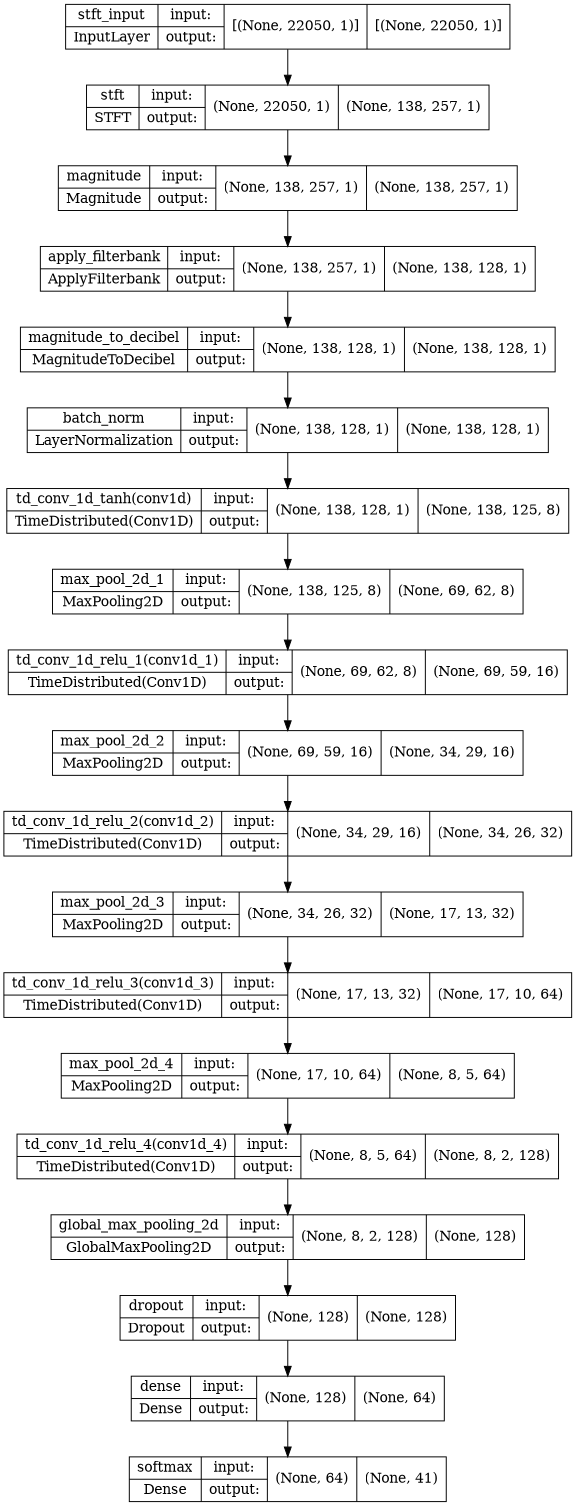 stft_input input: [(None, 22050, 1)] [(None, 22050, 1)]
InputLayer output:
stft input: (None, 22050, 1) (None, 138, 257, 1)
STFT output:
magnitude input: (None, 138, 257, 1) (None, 138, 257, 1)
Magnitude output:
apply_filterbank input: (None, 138, 257, 1) (None, 138, 128, 1)
ApplyFilterbank output:
magnitude_to_decibel input: (None, 138, 128, 1) (None, 138, 128, 1)
MagnitudeToDecibel output:
batch_norm input: (None, 138, 128, 1) (None, 138, 128, 1)
LayerNormalization output:
td_conv_1d_tanh(conv1d) input: (None, 138, 128, 1) (None, 138, 125, 8)
TimeDistributed(Conv1D) output:
max_pool_2d_1 input: (None, 138, 125, 8) (None, 69, 62, 8)
MaxPooling2D output:
td_conv_1d_relu_1(conv1d_1) input: (None, 69, 62, 8) (None, 69, 59, 16)
TimeDistributed(Conv1D) output:
max_pool_2d_2 input: (None, 69, 59, 16) (None, 34, 29, 16)
MaxPooling2D output:
td_conv_1d_relu_2(conv1d_2) input: (None, 34, 29, 16) (None, 34, 26, 32)
TimeDistributed(Conv1D) output:
max_pool_2d_3 input: (None, 34, 26, 32) (None, 17, 13, 32)
MaxPooling2D output:
td_conv_1d_relu_3(conv1d_3) input: (None, 17, 13, 32) (None, 17, 10, 64)
TimeDistributed(Conv1D) output:
max_pool_2d_4 input: (None, 17, 10, 64) (None, 8, 5, 64)
MaxPooling2D output:
td_conv_1d_relu_4(conv1d_4) input: (None, 8, 5, 64) (None, 8, 2, 128)
TimeDistributed(Conv1D) output:
global_max_pooling_2d input: (None, 8, 2, 128) (None, 128)
GlobalMaxPooling2D output:
dropout input: (None, 128) (None, 128)
Dropout output:
dense input: (None, 128) (None, 64)
Dense output:
softmax input: (None, 64) (None, 41)
Dense output: